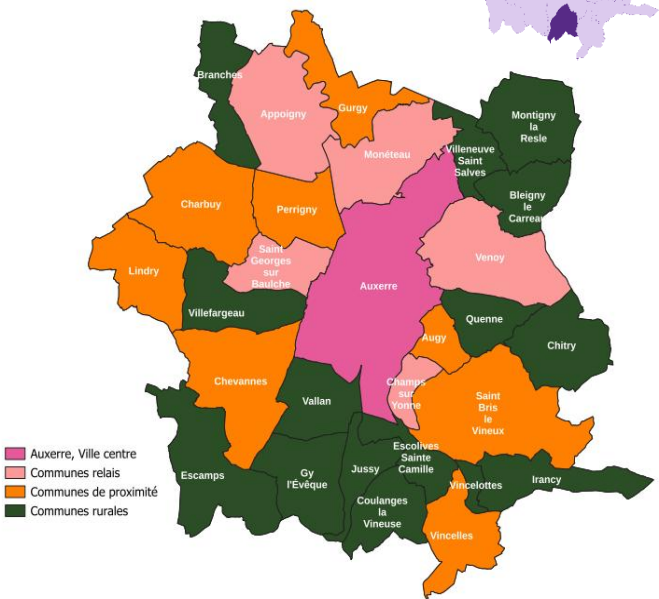 Branches
Appoigny
Gurgy
Montigny
la
Resle
Monéteau
Villeneuve
Saint
Salves
Bleigny
le
Carreau
Charbuy
Perrigny
Saint
Georges
sur
Baulche
Venoy
Lindry
Auxerre
Villefargeau
Quenne
Augy
Chitry
Chevannes
Champs
sur
Yonne
Vallan
Saint
Bris
le
Vineux
Escolives
Sainte
Camille
Escamps
Gy
l'Évêque
Jussy
Vincelottes
Irancy
Coulanges
la
Vineuse
Vincelles
Auxerre, Ville centre
Communes relais
Communes de proximité
Communes rurales